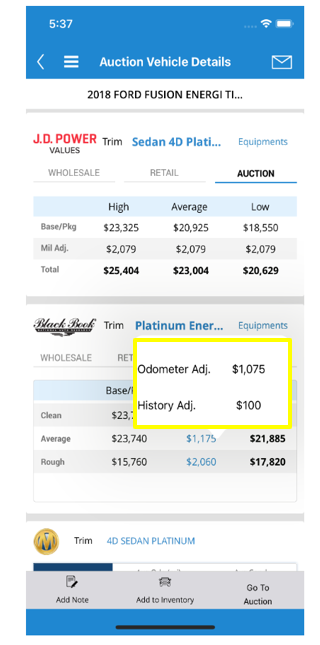 5:37
Auction Vehicle Details
2018 FORD FUSION ENERGI TI...
J.D. POWER VALUES Trim Sedan 4D Plati... Equipments
WHOLESALE RETAIL AUCTION
High Average Low
Base/Pkg $23,325 $20,925 $18,550
Mil Adj. $2,079 $2,079 $2,079
Total $25,404 $23,004 $20,629
Black Book Trim Platinum Ener... Equipments
WHOLESALE RET
Odometer Adj. $1,075
History Adj. $100
Base/
Clean $23,
Average $23,740 $1,175 $21,885
Rough $15,760 $2,060 $17,820
M Trim 4D SEDAN PLATINUM
Add Note Add to Inventory Go To Auction